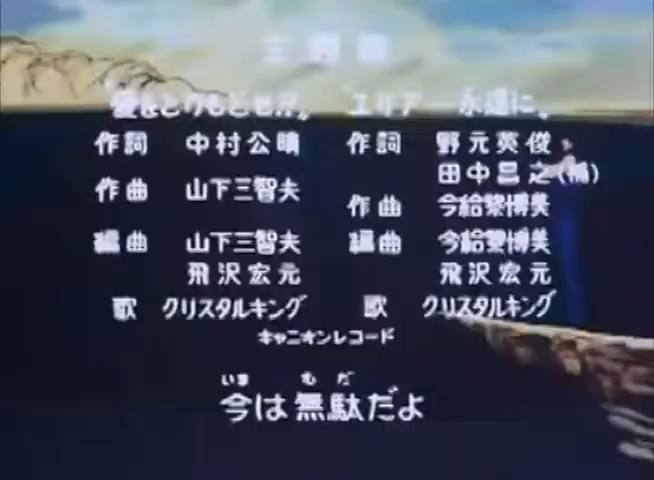 主題歌
愛をとりもどせ!!
作詞 中村公晴
作曲 山下三智夫
編曲 山下三智夫
飛沢宏元
歌 クリスタルキング
ユリア 永遠に
作詞 野元英俊
田中昌之(補)
作曲 今給黎博美
編曲 今給黎博美
飛沢宏元
歌 クリスタルキング
キャニオンレコード
いま むだ
今は無駄だよ